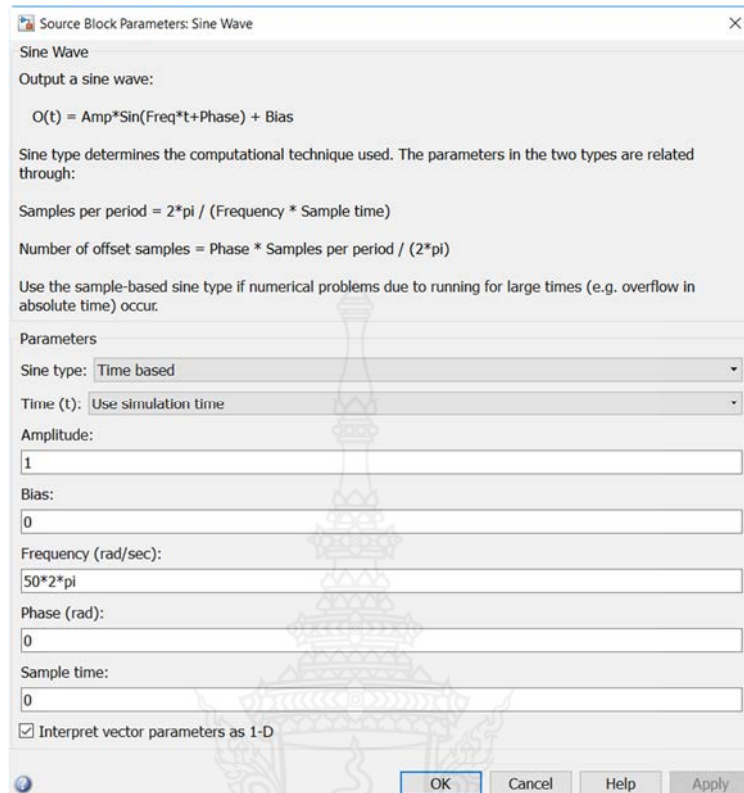 Source Block Parameters: Sine Wave
Sine Wave
Output a sine wave:
O(t) = Amp*Sin(Freq*t+Phase) + Bias
Sine type determines the computational technique used. The parameters in the two types are related
through:
Samples per period = 2*pi / (Frequency * Sample time)
Number of offset samples = Phase * Samples per period / (2*pi)
Use the sample-based sine type if numerical problems due to running for large times (e.g. overflow in
absolute time) occur.
Parameters
Sine type: Time based
Time (t): Use simulation time
Amplitude:
1
Bias:
0
Frequency (rad/sec):
50*2*pi
Phase (rad):
0
Sample time:
0
Interpret vector parameters as 1-D
OK Cancel Help Apply